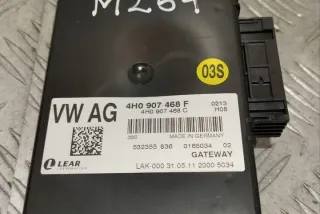 M264
03S
VW AG
4H0 907 468 F
4H0 907 468 C
0213
H08
MADE IN GERMANY
532355 836 0165034 02
LEAR
GATEWAY
LAK-000 31.05.11 2000 5034